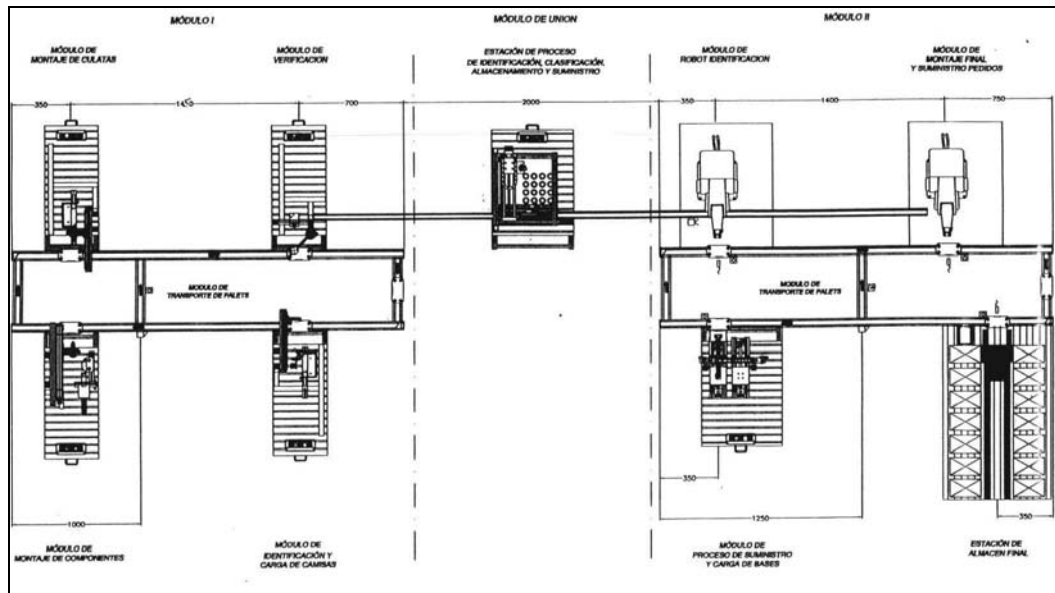 MÓDULO I
MÓDULO DE UNION
MÓDULO II
MÓDULO DE
MONTAJE DE CULATAS
MÓDULO DE
VERIFICACION
ESTACIÓN DE PROCESO
DE IDENTIFICACIÓN, CLASIFICACIÓN,
ALMACENAMIENTO Y SUMINISTRO
MÓDULO DE
ROBOT IDENTIFICACION
MÓDULO DE
MONTAJE FINAL
Y SUMINISTRO PEDIDOS
350
700
2000
350
1400
750
MODULO DE
TRANSPORTE DE PALETS
MODULO DE
TRANSPORTE DE PALETS
350
1000
1250
350
MÓDULO DE
MONTAJE DE COMPONENTES
MÓDULO DE
IDENTIFICACIÓN Y
CARGA DE CAMISAS
MÓDULO DE
PROCESO DE SUMINISTRO
Y CARGA DE BASES
ESTACIÓN DE
ALMACEN FINAL